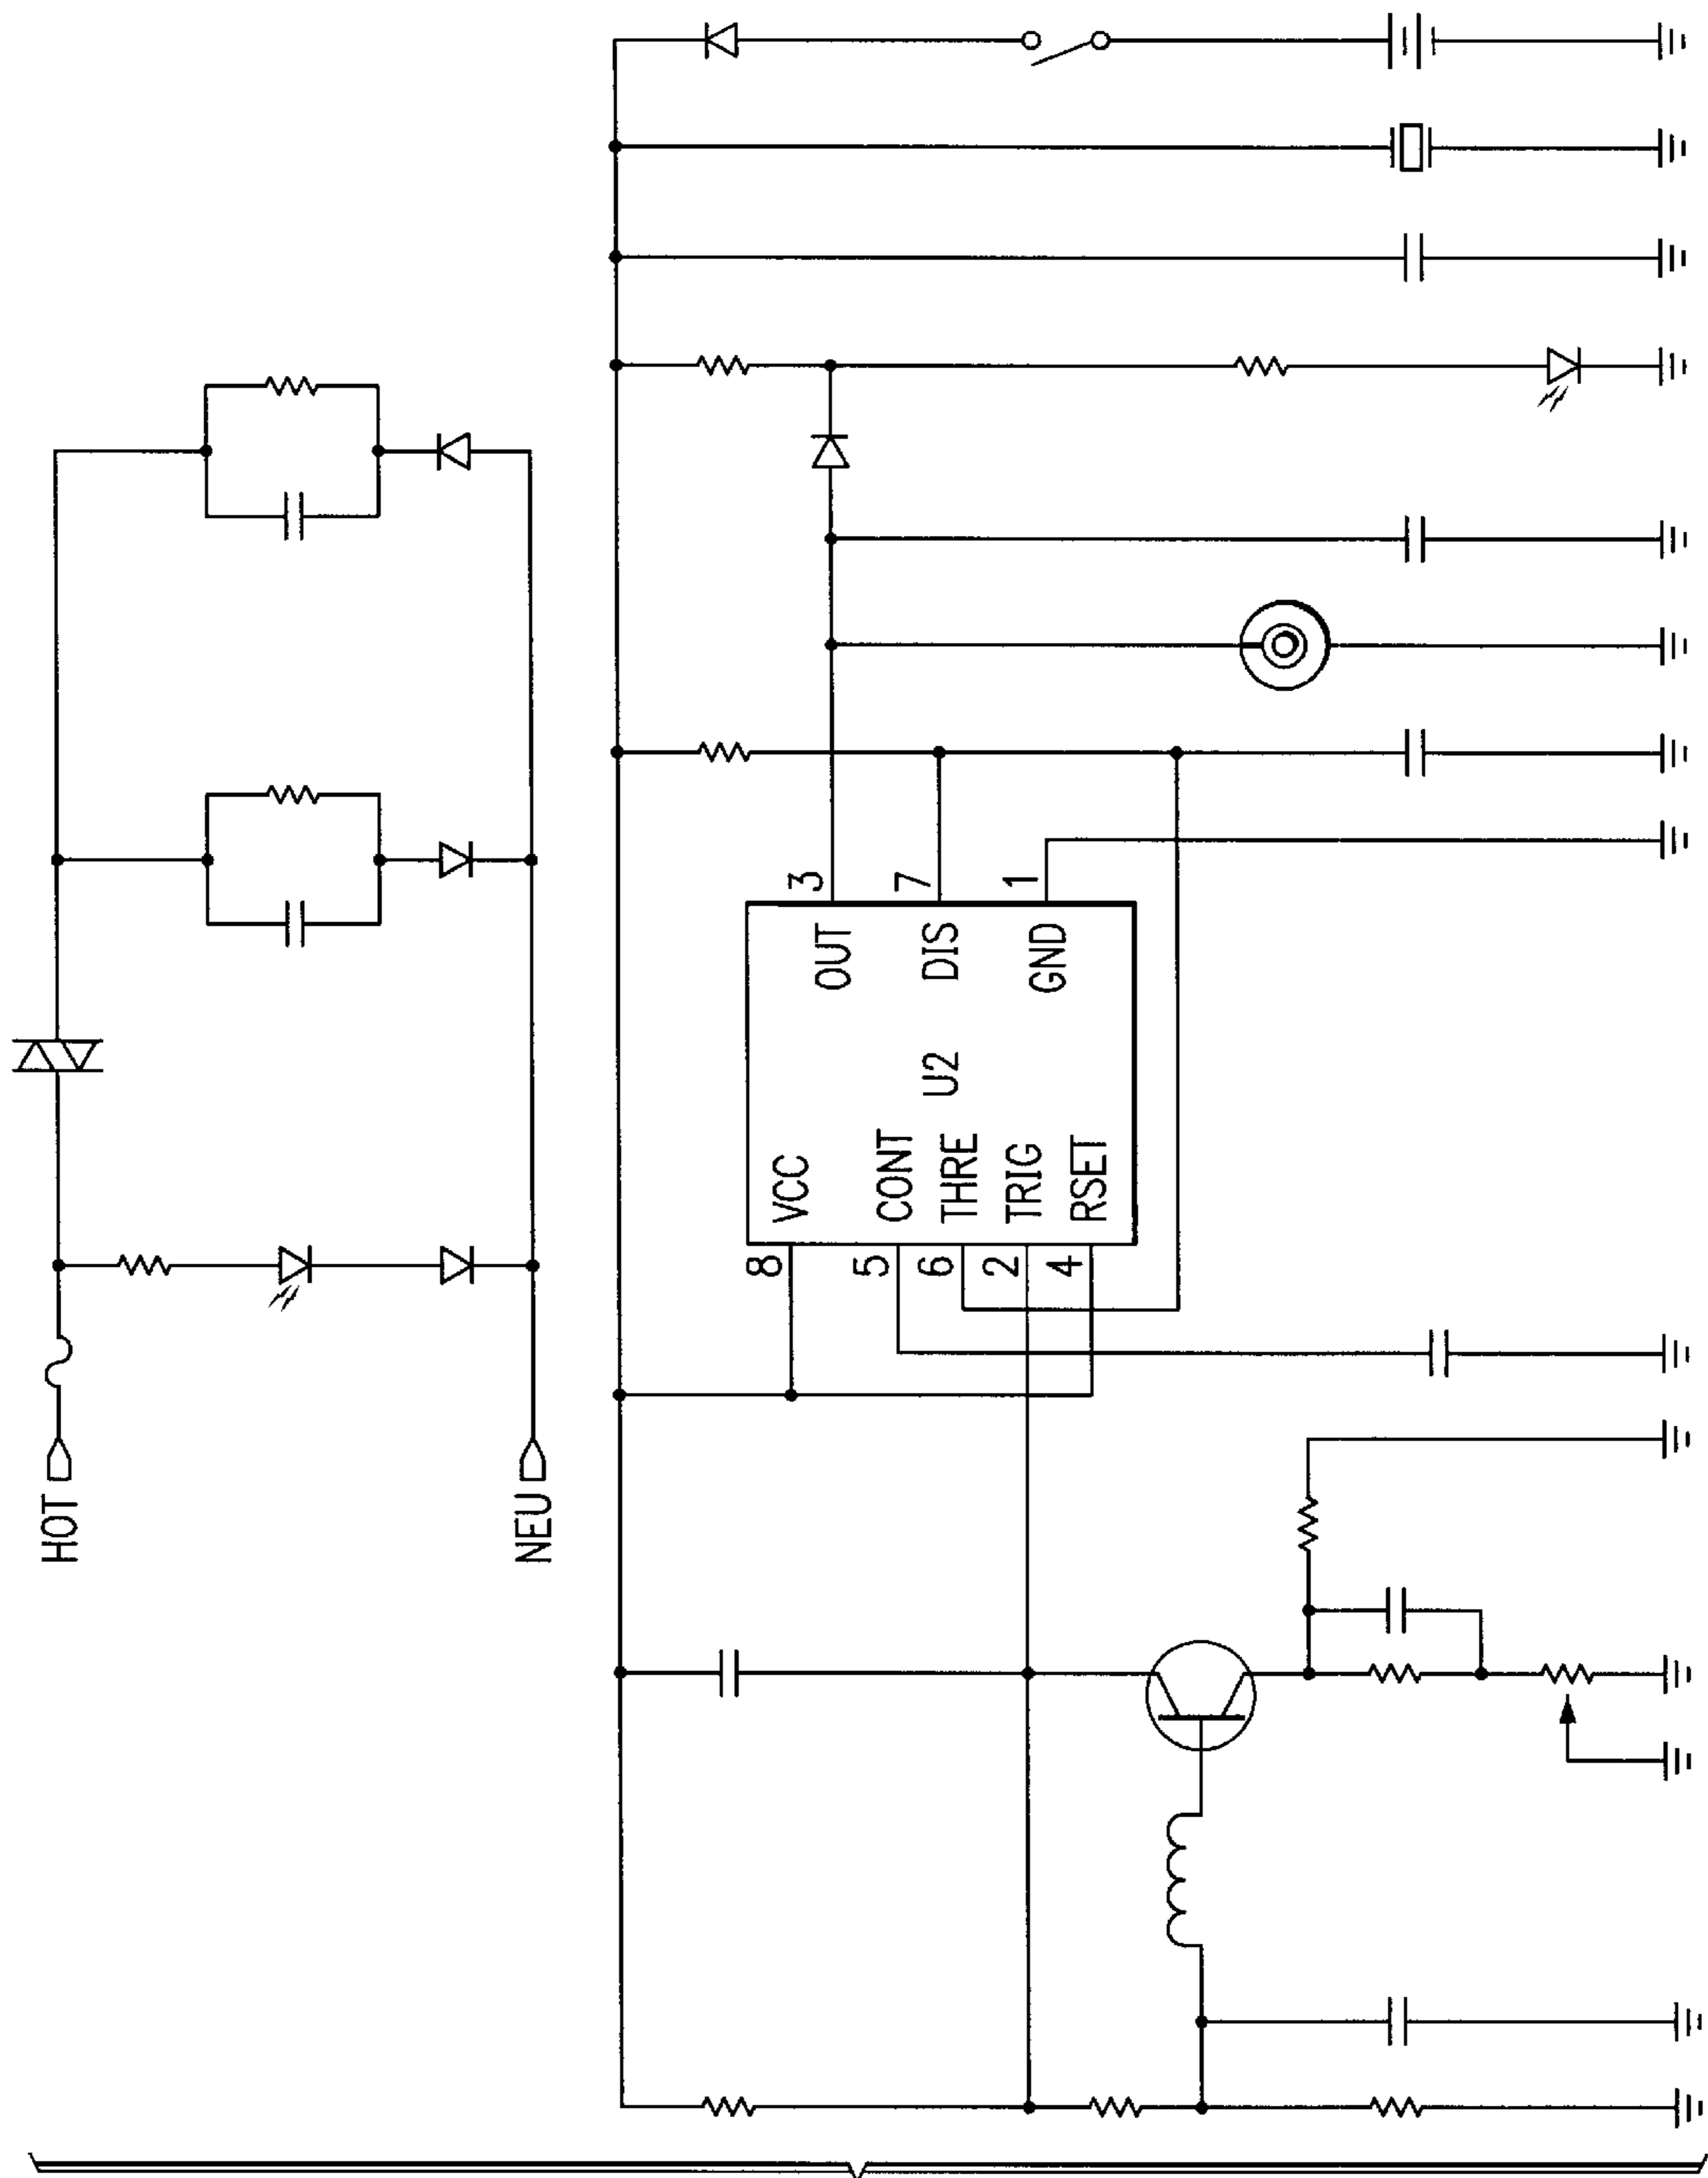 HOT
NEU
8 VCC
5 CONT
6 THRE
2 TRIG
4 RSET
U2
OUT 3
DIS 7
GND 1